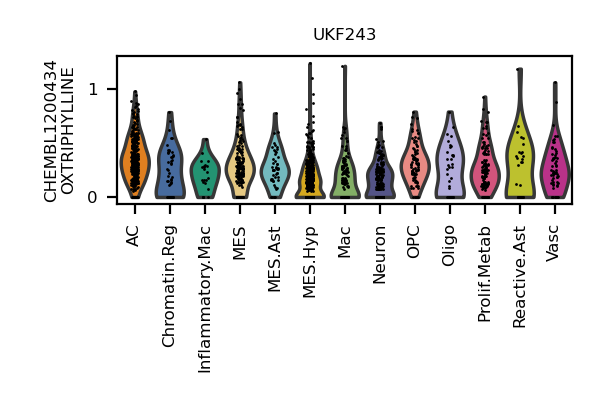 UKF243
CHEMBL1200434
OXTRIPHYLLINE
1
0
AC
Chromatin.Reg
Inflammatory.Mac
MES
MES.Ast
MES.Hyp
Mac
Neuron
OPC
Oligo
Prolif.Metab
Reactive.Ast
Vasc